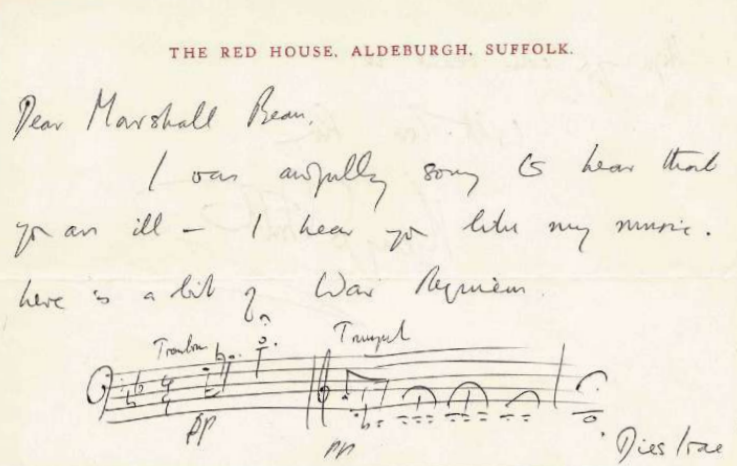 THE RED HOUSE, ALDEBURGH, SUFFOLK.
Dear Marshall Bean,
I was awfully sorry to hear that
you are ill – I hear you like my music.
here is a bit of War Requiem.
Trombone Trumpet
pp pp
Dies Irae